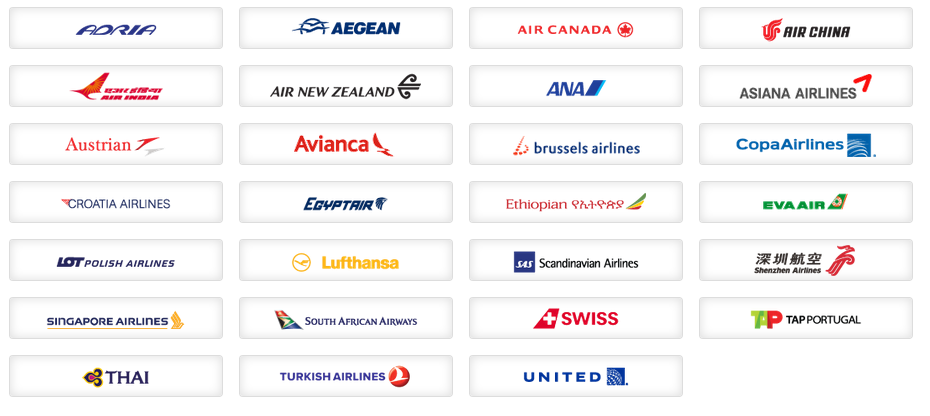 ADRIA
AEGEAN
AIR CANADA
AIR CHINA
एअर इंडिया
AIR INDIA
AIR NEW ZEALAND
ANA
ASIANA AIRLINES
Austrian
Avianca
brussels airlines
CopaAirlines
CROATIA AIRLINES
EGYPTAIR
Ethiopian የኢትዮጵያ
EVA AIR
LOT POLISH AIRLINES
Lufthansa
SAS Scandinavian Airlines
深圳航空
Shenzhen Airlines
SINGAPORE AIRLINES
SOUTH AFRICAN AIRWAYS
SWISS
TAP TAP PORTUGAL
THAI
TURKISH AIRLINES
UNITED